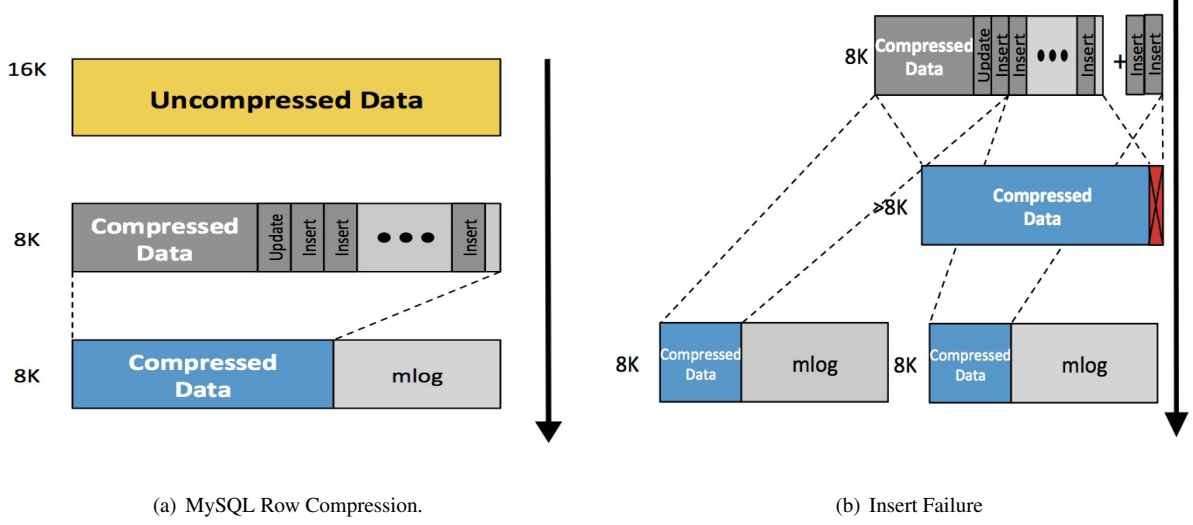 16K
Uncompressed Data
8K
Compressed
Data
Update
Insert
Insert
Insert
8K
Compressed
Data
mlog
(a) MySQL Row Compression.
8K
Compressed
Data
Update
Insert
Insert
Insert
+
Insert
Insert
>8K
Compressed
Data
8K
Compressed
Data
mlog
8K
Compressed
Data
mlog
(b) Insert Failure